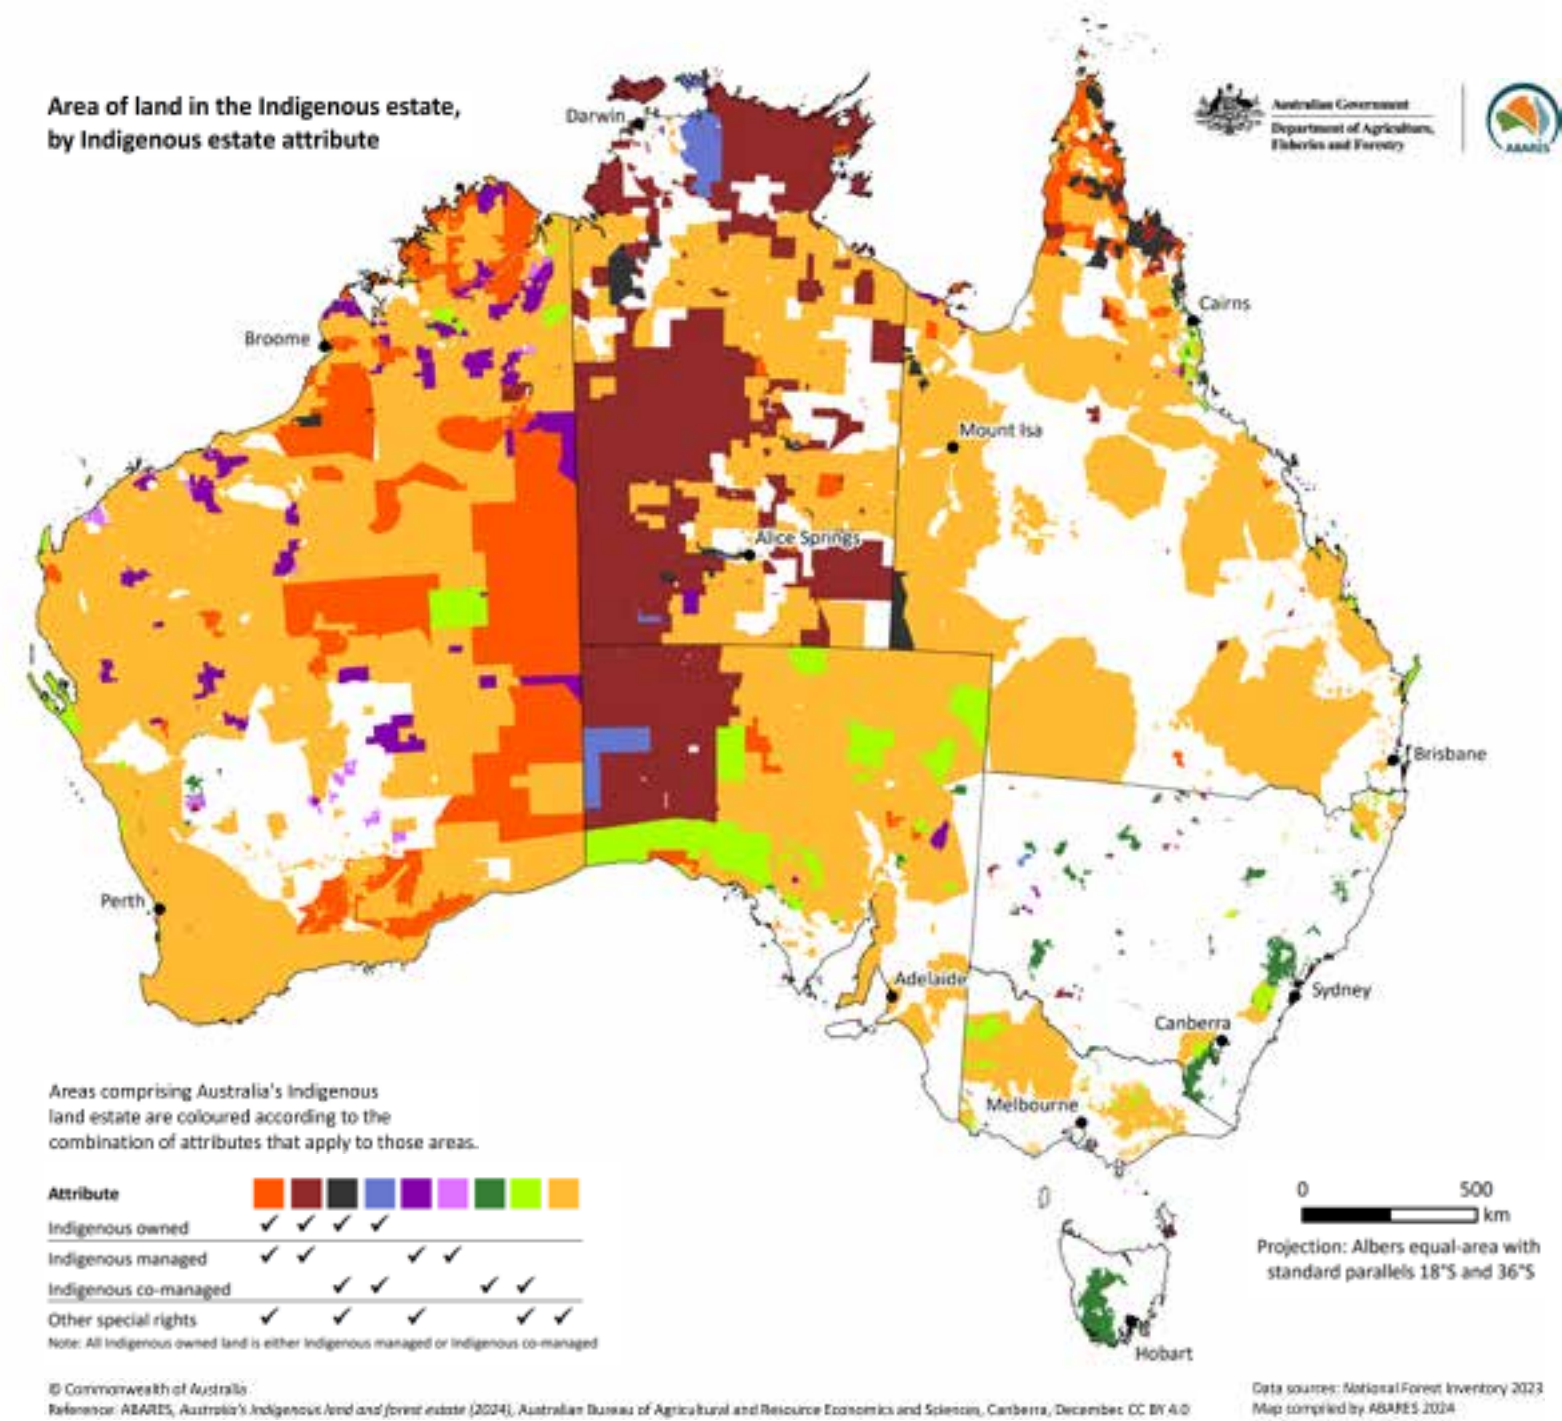 Area of land in the Indigenous estate,
by Indigenous estate attribute
Australian Government
Department of Agriculture,
Fisheries and Forestry
ABARES
Darwin
Broome
Cairns
Mount Isa
Alice Springs
Brisbane
Perth
Adelaide
Sydney
Canberra
Melbourne
Hobart
Areas comprising Australia's Indigenous
land estate are coloured according to the
combination of attributes that apply to those areas.
Attribute
Indigenous owned ✓ ✓ ✓ ✓
Indigenous managed ✓ ✓ ✓ ✓
Indigenous co-managed ✓ ✓ ✓ ✓
Other special rights ✓ ✓ ✓ ✓ ✓
Note: All Indigenous owned land is either Indigenous managed or Indigenous co-managed
0 500
km
Projection: Albers equal-area with
standard parallels 18°S and 36°S
© Commonwealth of Australia
Reference: ABARES, Australia's Indigenous land and forest estate (2024), Australian Bureau of Agricultural and Resource Economics and Sciences, Canberra, December. CC BY 4.0
Data sources: National Forest Inventory 2023
Map compiled by ABARES 2024